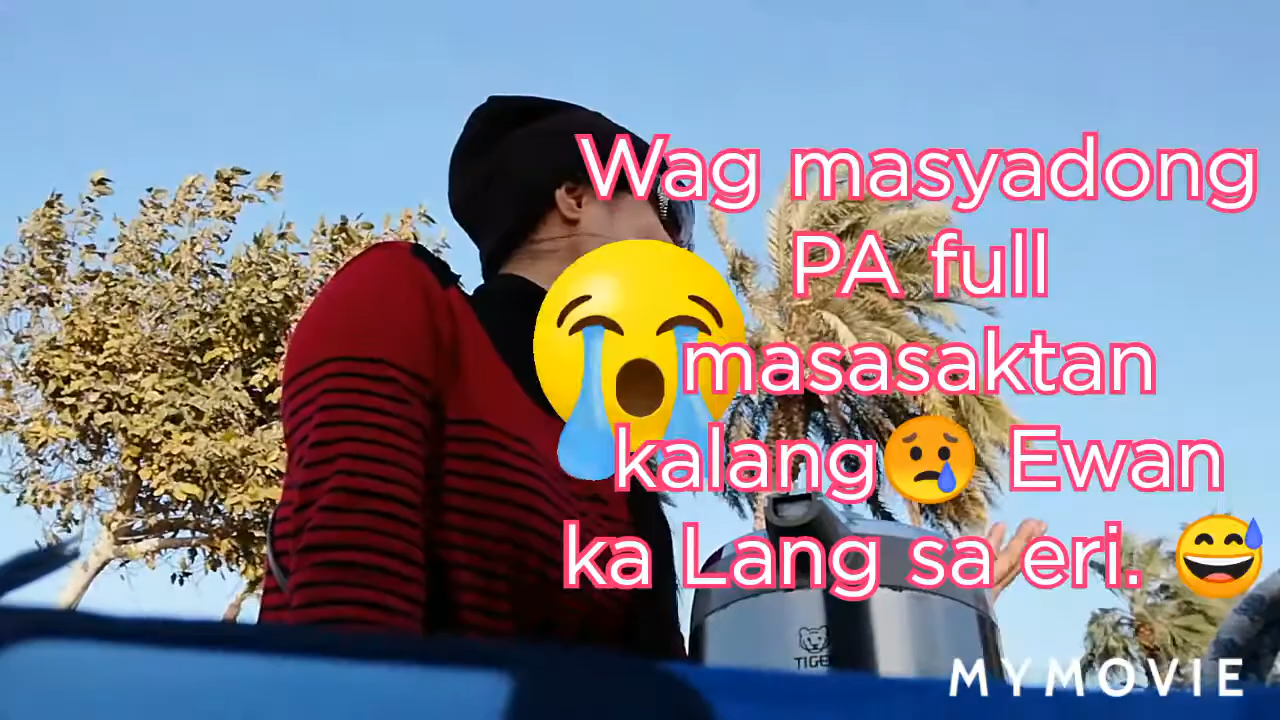 Wag masyadong
PA full
masasaktan
kalang😢 Ewan
ka Lang sa eri. 😅
TIGER
MYMOVIE